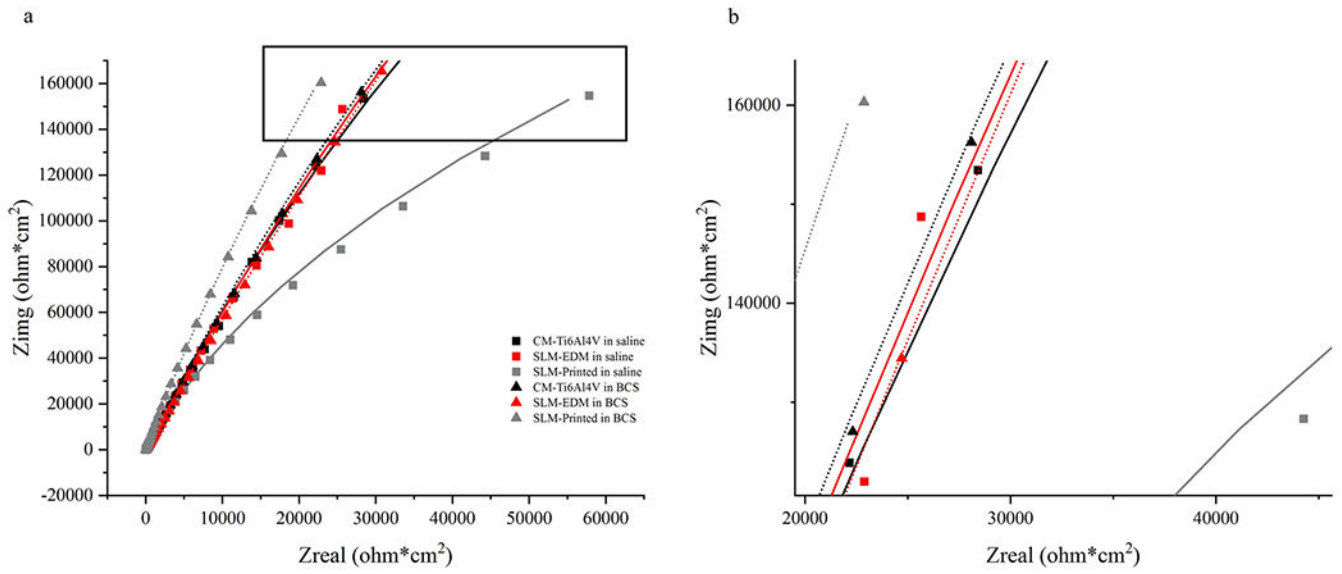 a
b
Zimg (ohm*cm²)
160000
140000
120000
100000
80000
60000
40000
20000
0
-20000
0
10000
20000
30000
40000
50000
60000
Zreal (ohm*cm²)
CM-Ti6Al4V in saline
SLM-EDM in saline
SLM-Printed in saline
CM-Ti6Al4V in BCS
SLM-EDM in BCS
SLM-Printed in BCS
Zimg (ohm*cm²)
160000
140000
20000
30000
40000
Zreal (ohm*cm²)